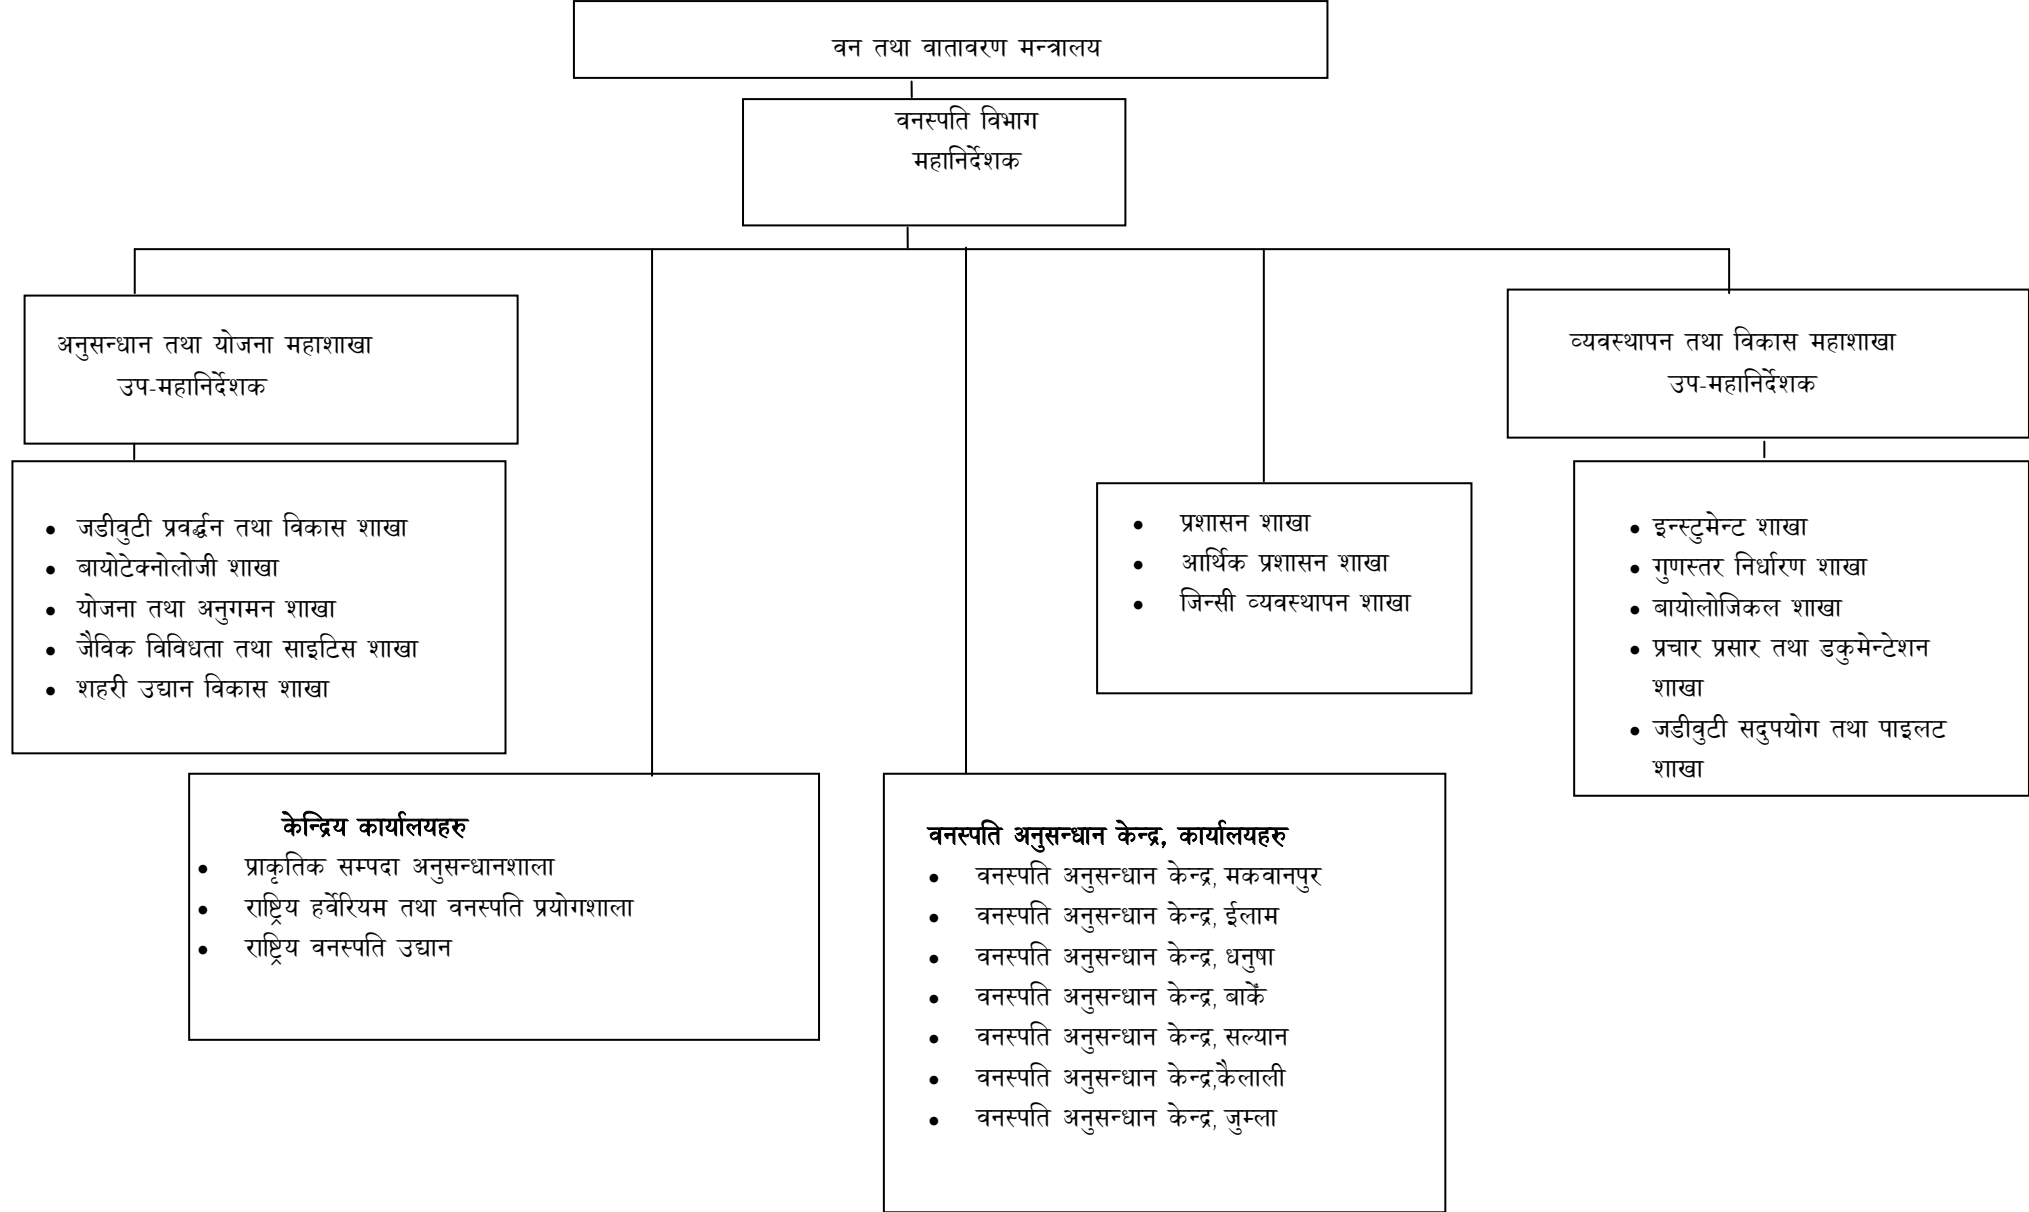 वन तथा वातावरण मन्त्रालय
वनस्पति विभाग
महानिर्देशक
अनुसन्धान तथा योजना महाशाखा
उप-महानिर्देशक
व्यवस्थापन तथा विकास महाशाखा
उप-महानिर्देशक
• जडीवुटी प्रवर्द्धन तथा विकास शाखा
• बायोटेक्नोलोजी शाखा
• योजना तथा अनुगमन शाखा
• जैविक विविधता तथा साइटिस शाखा
• शहरी उद्यान विकास शाखा
• प्रशासन शाखा
• आर्थिक प्रशासन शाखा
• जिन्सी व्यवस्थापन शाखा
• इन्स्टुमेन्ट शाखा
• गुणस्तर निर्धारण शाखा
• बायोलोजिकल शाखा
• प्रचार प्रसार तथा डकुमेन्टेशन
शाखा
• जडीवुटी सदुपयोग तथा पाइलट
शाखा
केन्द्रिय कार्यालयहरु
• प्राकृतिक सम्पदा अनुसन्धानशाला
• राष्ट्रिय हर्वेरियम तथा वनस्पति प्रयोगशाला
• राष्ट्रिय वनस्पति उद्यान
वनस्पति अनुसन्धान केन्द्र, कार्यालयहरु
• वनस्पति अनुसन्धान केन्द्र, मकवानपुर
• वनस्पति अनुसन्धान केन्द्र, ईलाम
• वनस्पति अनुसन्धान केन्द्र, धनुषा
• वनस्पति अनुसन्धान केन्द्र, बार्कें
• वनस्पति अनुसन्धान केन्द्र, सल्यान
• वनस्पति अनुसन्धान केन्द्र,कैलाली
• वनस्पति अनुसन्धान केन्द्र, जुम्ला